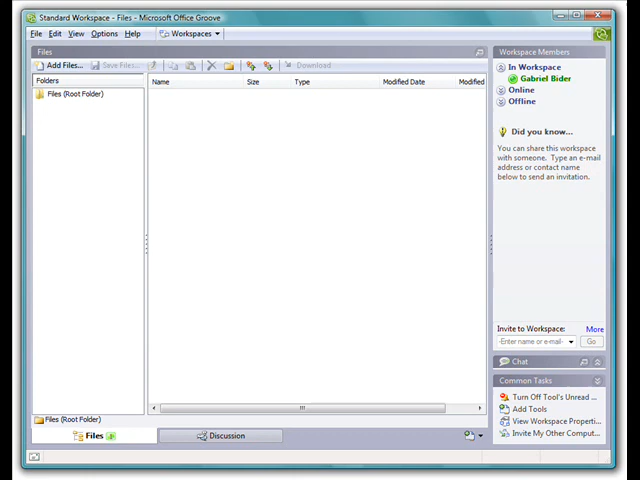 Standard Workspace - Files - Microsoft Office Groove
File Edit View Options Help Workspaces
Files
Add Files... Save Files... Download
Folders
Files (Root Folder)
Name Size Type Modified Date Modified
Files (Root Folder)
Files
Discussion
Workspace Members
In Workspace
Gabriel Bider
Online
Offline
Did you know...
You can share this workspace
with someone. Type an e-mail
address or contact name
below to send an invitation.
Invite to Workspace: More
-Enter name or e-mail- Go
Chat
Common Tasks
Turn Off Tool's Unread ...
Add Tools
View Workspace Properti...
Invite My Other Comput...